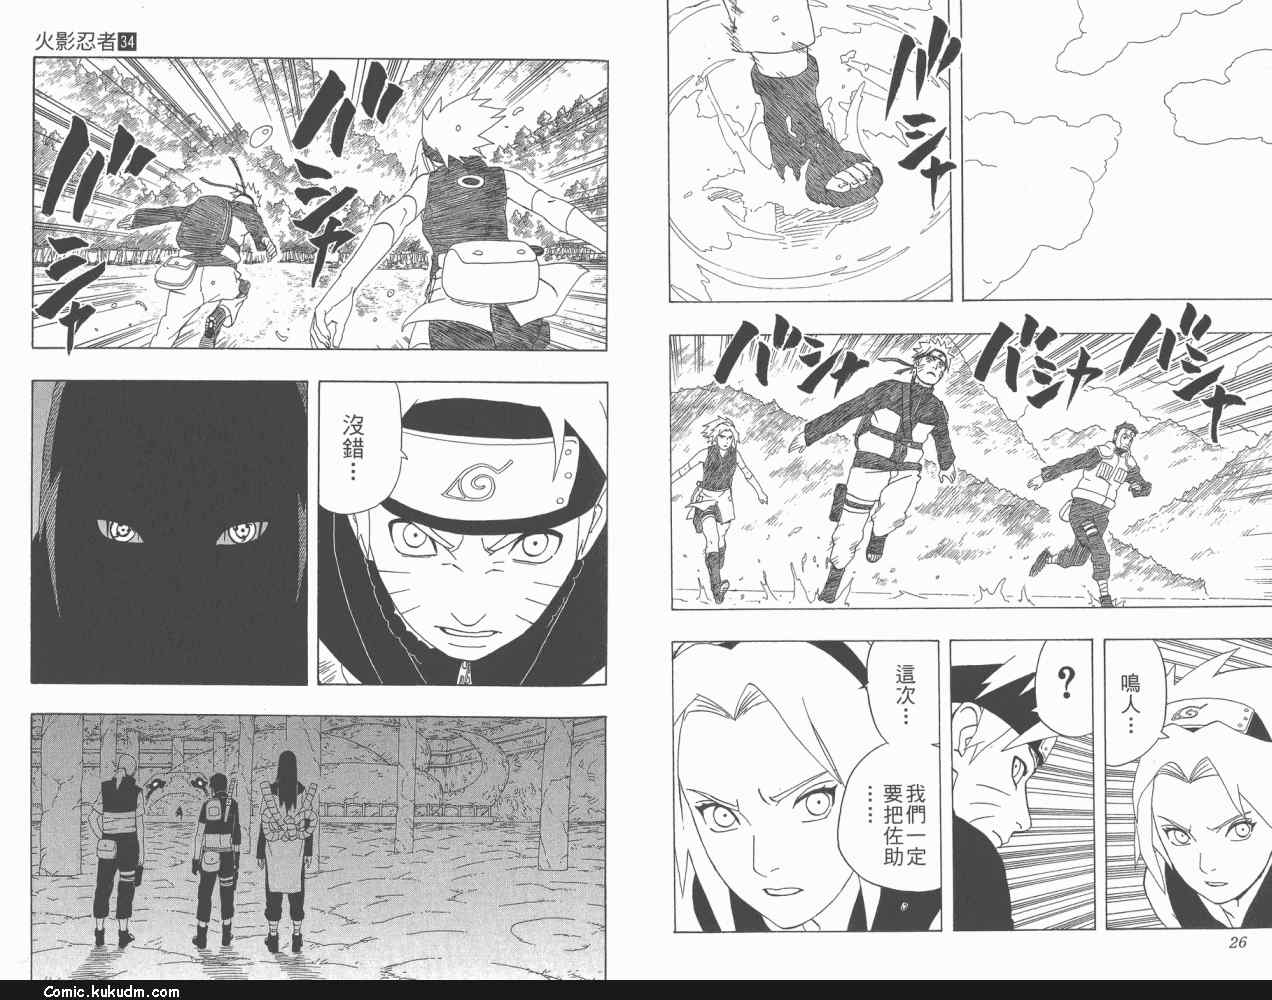 バシャ
バシャ
バシャ
バシャ
鳴人…
?
這次…
我們一定
要把佐助
……
26
火影忍者34
バシャ
バシャ
沒錯…
Comic.kukudm.com